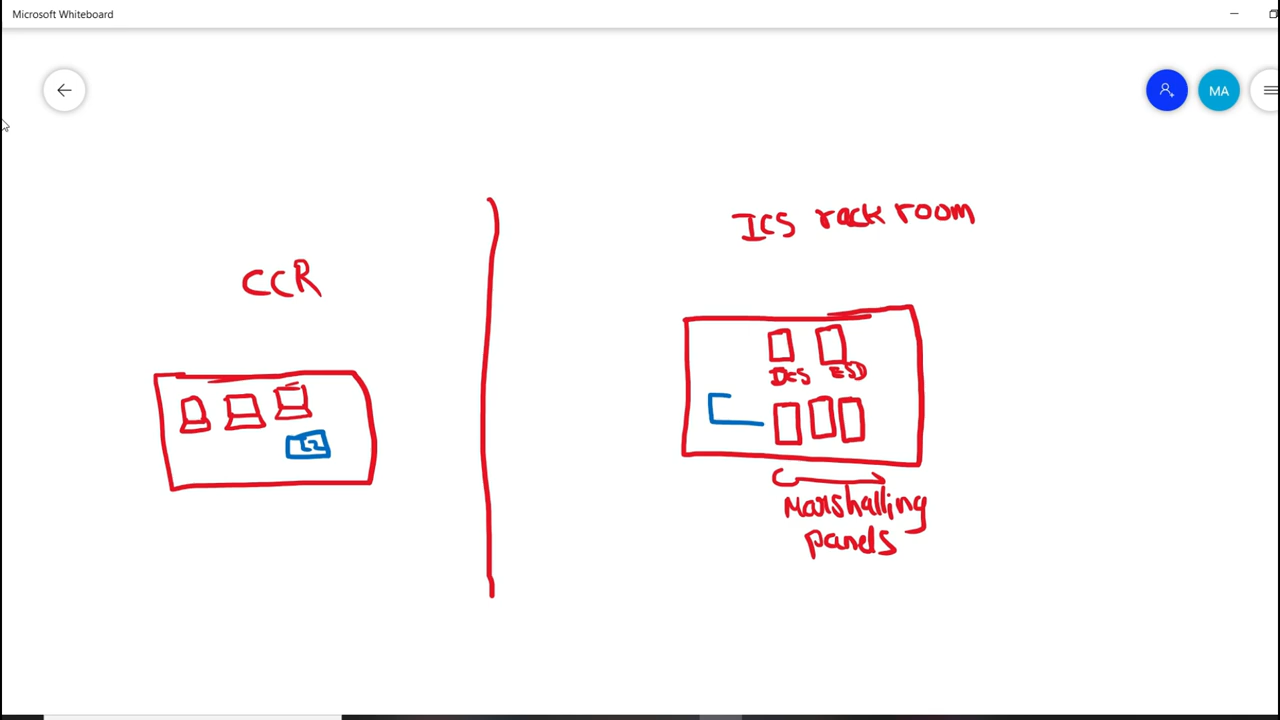 Microsoft Whiteboard
MA
ICS rack room
CCR
DCS ESD
Marshalling
panels